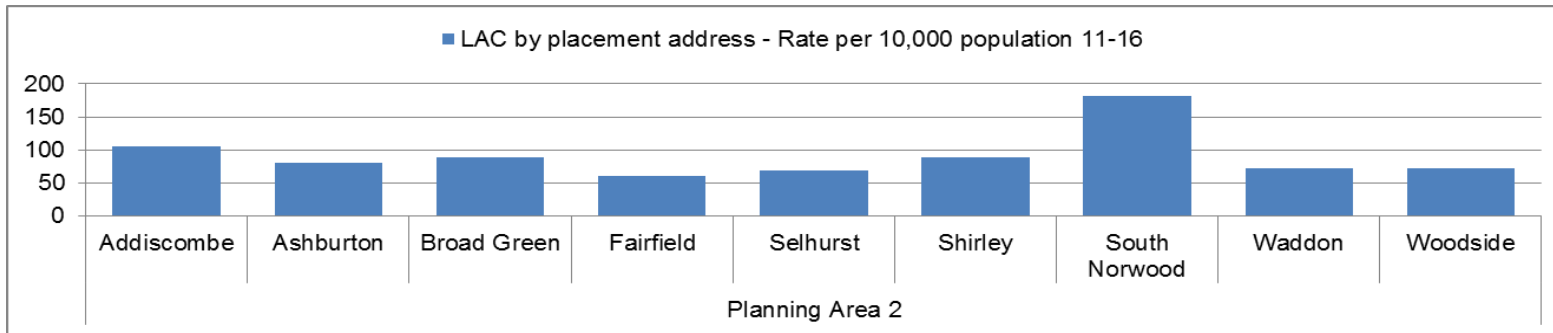 LAC by placement address - Rate per 10,000 population 11-16
200
150
100
50
0
Addiscombe Ashburton Broad Green Fairfield Selhurst Shirley South Norwood Waddon Woodside
Planning Area 2